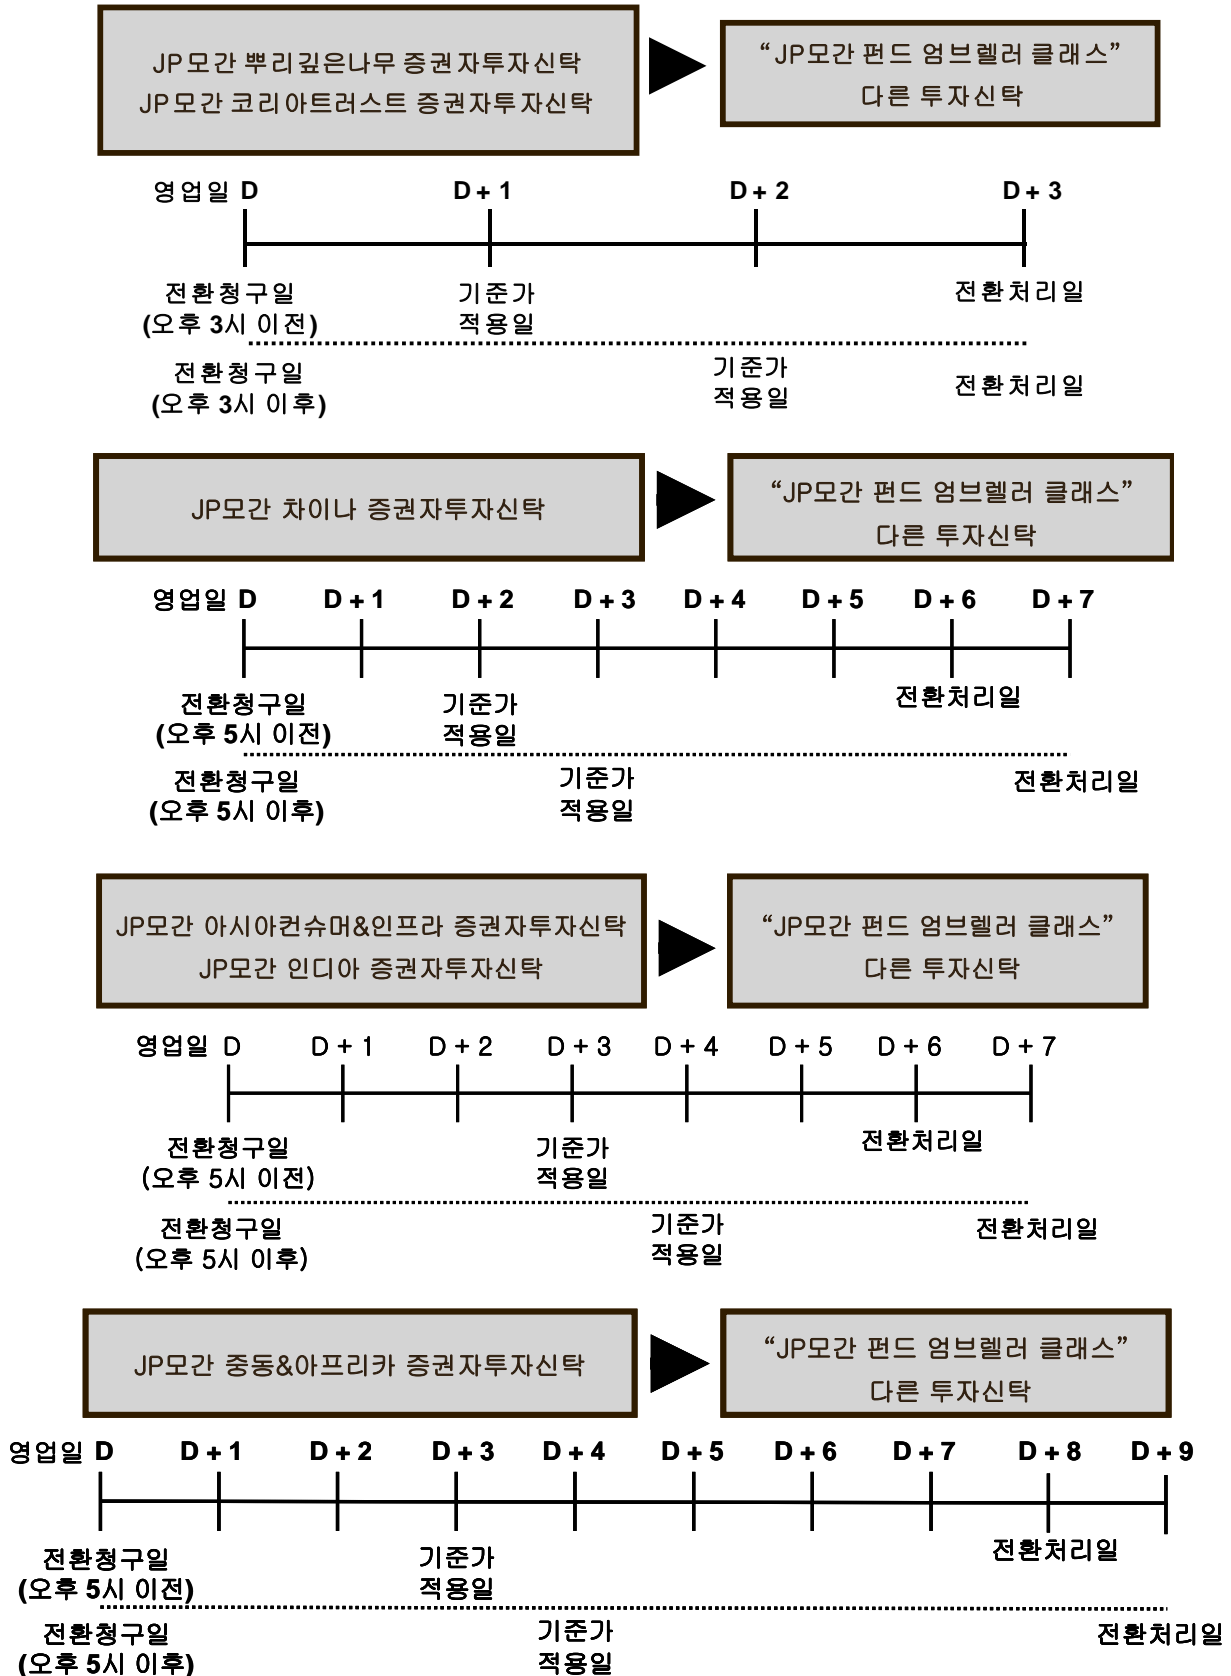 JP모간 뿌리깊은나무 증권자투자신탁
JP모간 코리아트러스트 증권자투자신탁
“JP모간 펀드 엄브렐러 클래스”
다른 투자신탁
영업일 D D + 1 D + 2 D + 3
전환청구일 기준가 전환처리일
(오후 3시 이전) 적용일
전환청구일 기준가 전환처리일
(오후 3시 이후) 적용일
JP모간 차이나 증권자투자신탁
“JP모간 펀드 엄브렐러 클래스”
다른 투자신탁
영업일 D D + 1 D + 2 D + 3 D + 4 D + 5 D + 6 D + 7
전환청구일 기준가 전환처리일
(오후 5시 이전) 적용일
전환청구일 기준가 전환처리일
(오후 5시 이후) 적용일
JP모간 아시아컨슈머&인프라 증권자투자신탁
JP모간 인디아 증권자투자신탁
“JP모간 펀드 엄브렐러 클래스”
다른 투자신탁
영업일 D D + 1 D + 2 D + 3 D + 4 D + 5 D + 6 D + 7
전환청구일 기준가 전환처리일
(오후 5시 이전) 적용일
전환청구일 기준가 전환처리일
(오후 5시 이후) 적용일
JP모간 중동&아프리카 증권자투자신탁
“JP모간 펀드 엄브렐러 클래스”
다른 투자신탁
영업일 D D + 1 D + 2 D + 3 D + 4 D + 5 D + 6 D + 7 D + 8 D + 9
전환청구일 기준가 전환처리일
(오후 5시 이전) 적용일
전환청구일 기준가 전환처리일
(오후 5시 이후) 적용일